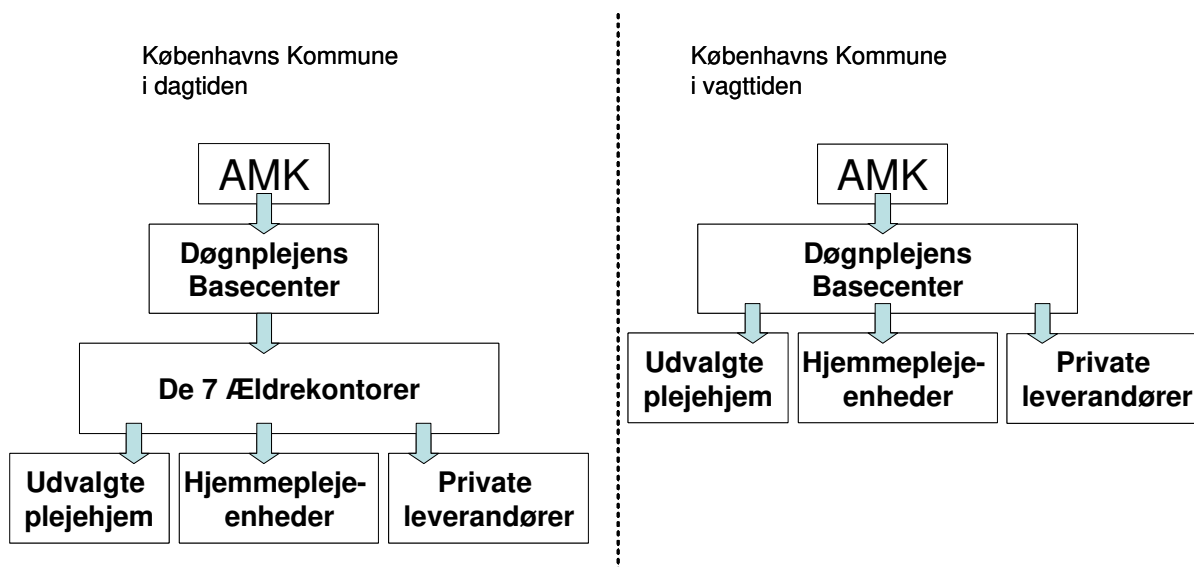 Københavns Kommune
i dagtiden
AMK
Døgnplejens
Basecenter
De 7 Ældrekontorer
Udvalgte
plejehjem
Hjemmepleje-
enheder
Private
leverandører
Københavns Kommune
i vagttiden
AMK
Døgnplejens
Basecenter
Udvalgte
plejehjem
Hjemmepleje-
enheder
Private
leverandører